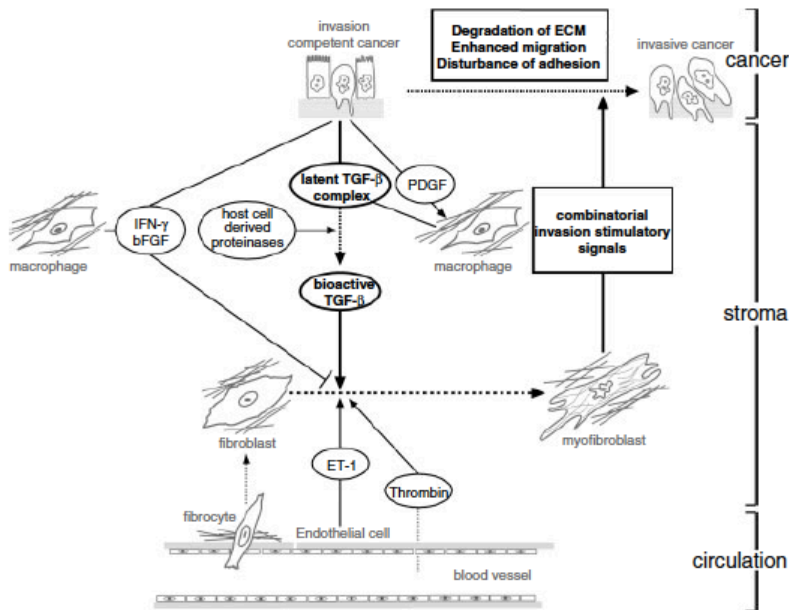 invasion
competent cancer
Degradation of ECM
Enhanced migration
Disturbance of adhesion
invasive cancer
cancer
latent TGF-β
complex
PDGF
IFN-γ
bFGF
host cell
derived
proteinases
macrophage
macrophage
combinatorial
invasion stimulatory
signals
bioactive
TGF-β
stroma
fibroblast
myofibroblast
ET-1
Thrombin
fibrocyte
Endothelial cell
blood vessel
circulation